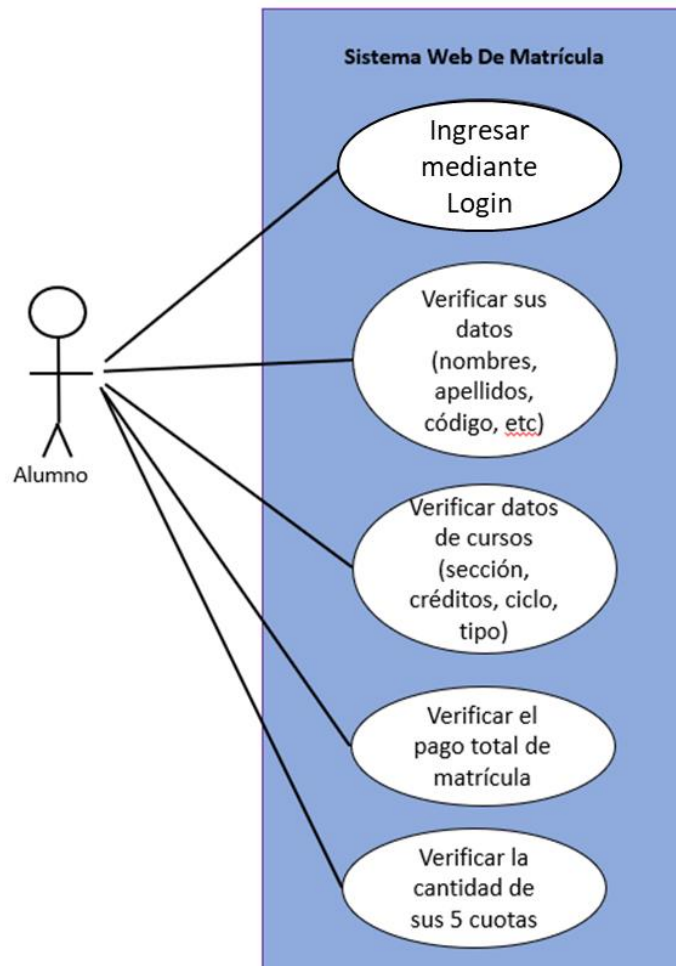 Sistema Web De Matrícula
Ingresar
mediante
Login
Verificar sus
datos
(nombres,
apellidos,
código, etc)
Alumno
Verificar datos
de cursos
(sección,
créditos, ciclo,
tipo)
Verificar el
pago total de
matrícula
Verificar la
cantidad de
sus 5 cuotas